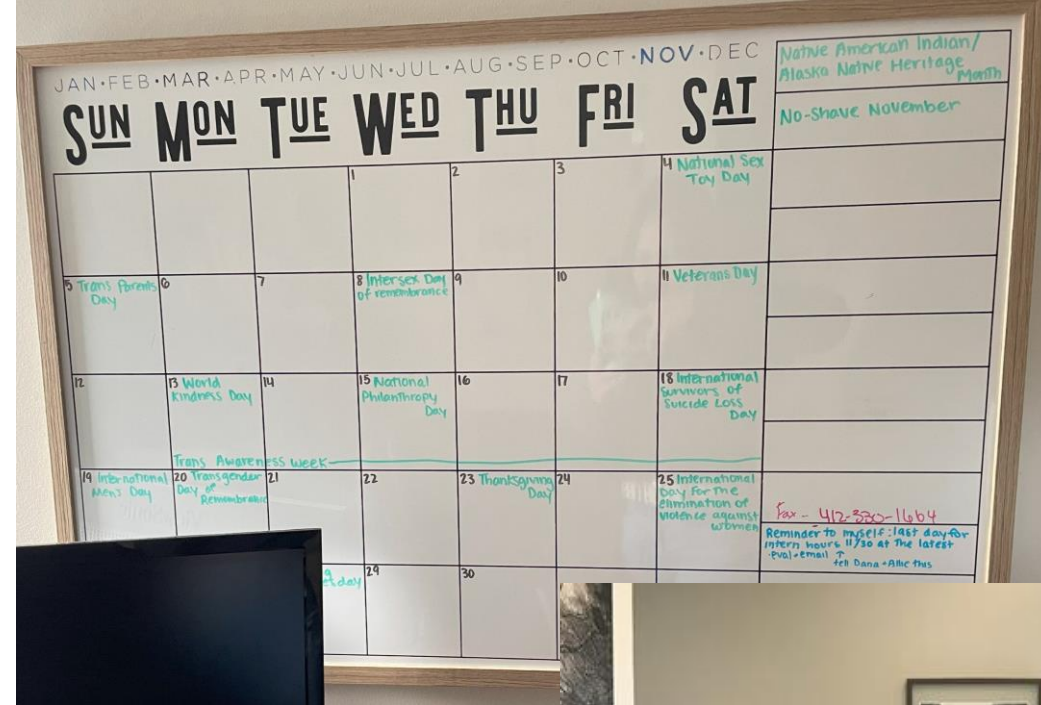 JAN·FEB·MAR·APR·MAY·JUN·JUL·AUG·SEP·OCT·NOV·DEC
SUN MON TUE WED THU FRI SAT
Native American Indian/
Alaska Native Heritage
Month
No-Shave November
1
2
3
4 National Sex
Toy Day
5 Trans Parents
Day
6
7
8 Intersex Day
of remembrance
9
10
11 Veterans Day
12
13 World
Kindness Day
14
15 National
Philanthropy
Day
16
17
18 International
Survivors of
Suicide Loss
Day
Trans Awareness week
19 International
Men's Day
20 Transgender
Day of
Remembrance
21
22
23 Thanksgiving
Day
24
25 International
Day for the
elimination of
violence against
women
Fax - 412-330-1664
Reminder to myself: last day for
intern hours 11/30 at the latest
-eval+email ↑
tell Dana + Allie this
day
29
30